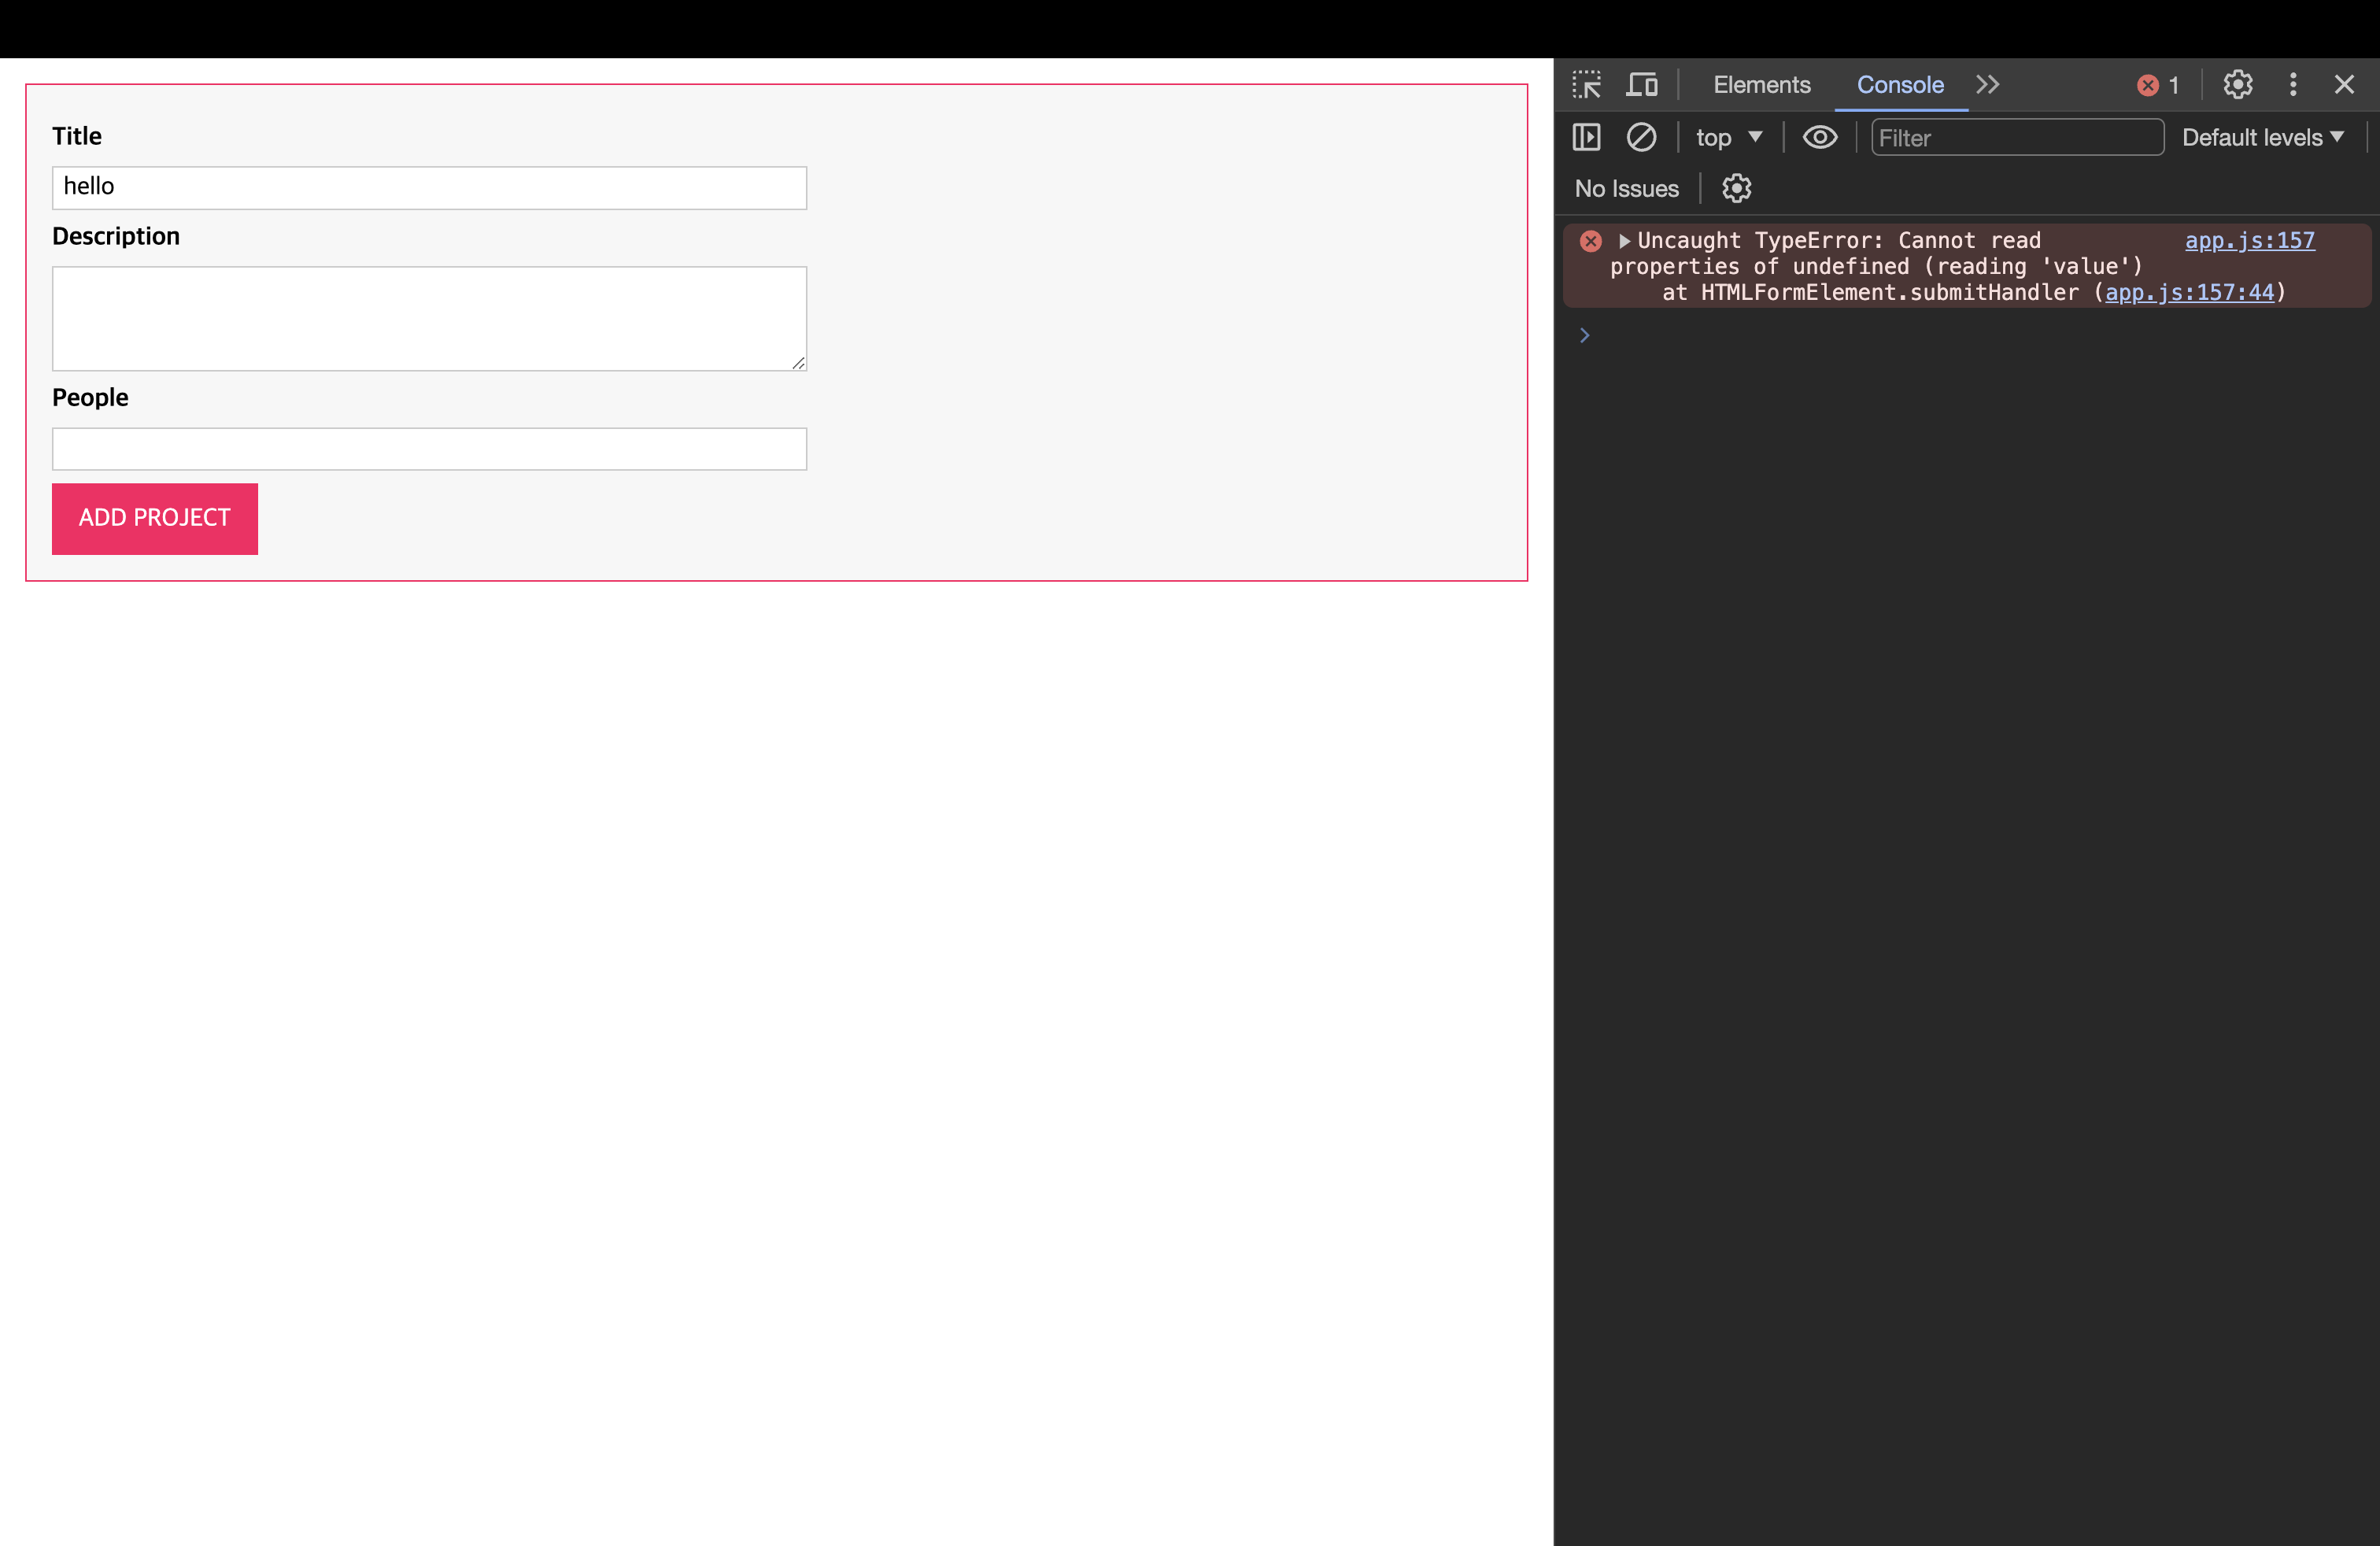 Title
hello
Description
People
ADD PROJECT
Elements Console 1
top Filter Default levels
No Issues
Uncaught TypeError: Cannot read app.js:157
properties of undefined (reading 'value')
at HTMLFormElement.submitHandler (app.js:157:44)